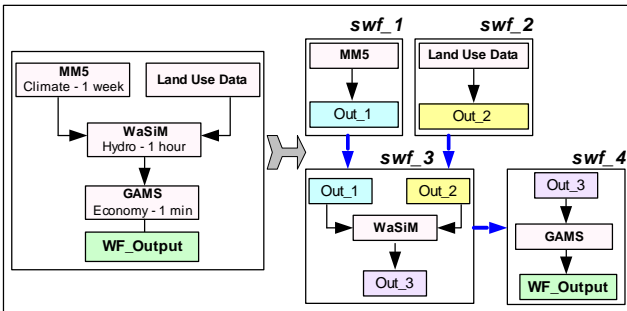 MM5
Climate - 1 week
Land Use Data
WaSiM
Hydro - 1 hour
GAMS
Economy - 1 min
WF_Output
swf_1
MM5
Out_1
swf_2
Land Use Data
Out_2
swf_3
Out_1
Out_2
WaSiM
Out_3
swf_4
Out_3
GAMS
WF_Output